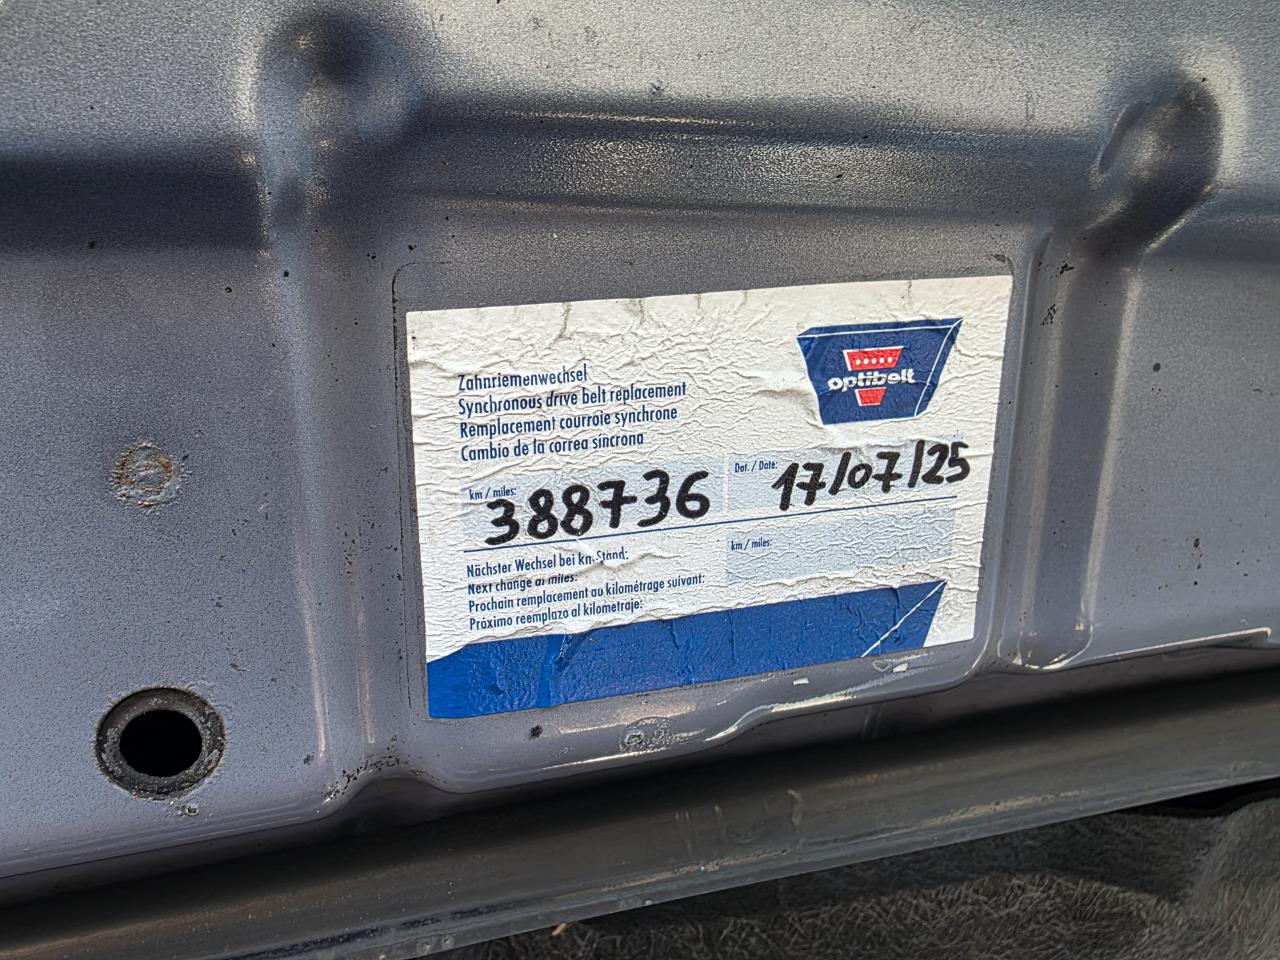 optibelt
Zahnriemenwechsel
Synchronous drive belt replacement
Remplacement courroie synchrone
Cambio de la correa síncrona
km / miles: 388736 Dat. / Date: 17/07/25
Nächster Wechsel bei km-Stand: km / miles:
Next change at miles:
Prochain remplacement au kilométrage suivant:
Próximo reemplazo al kilometraje: